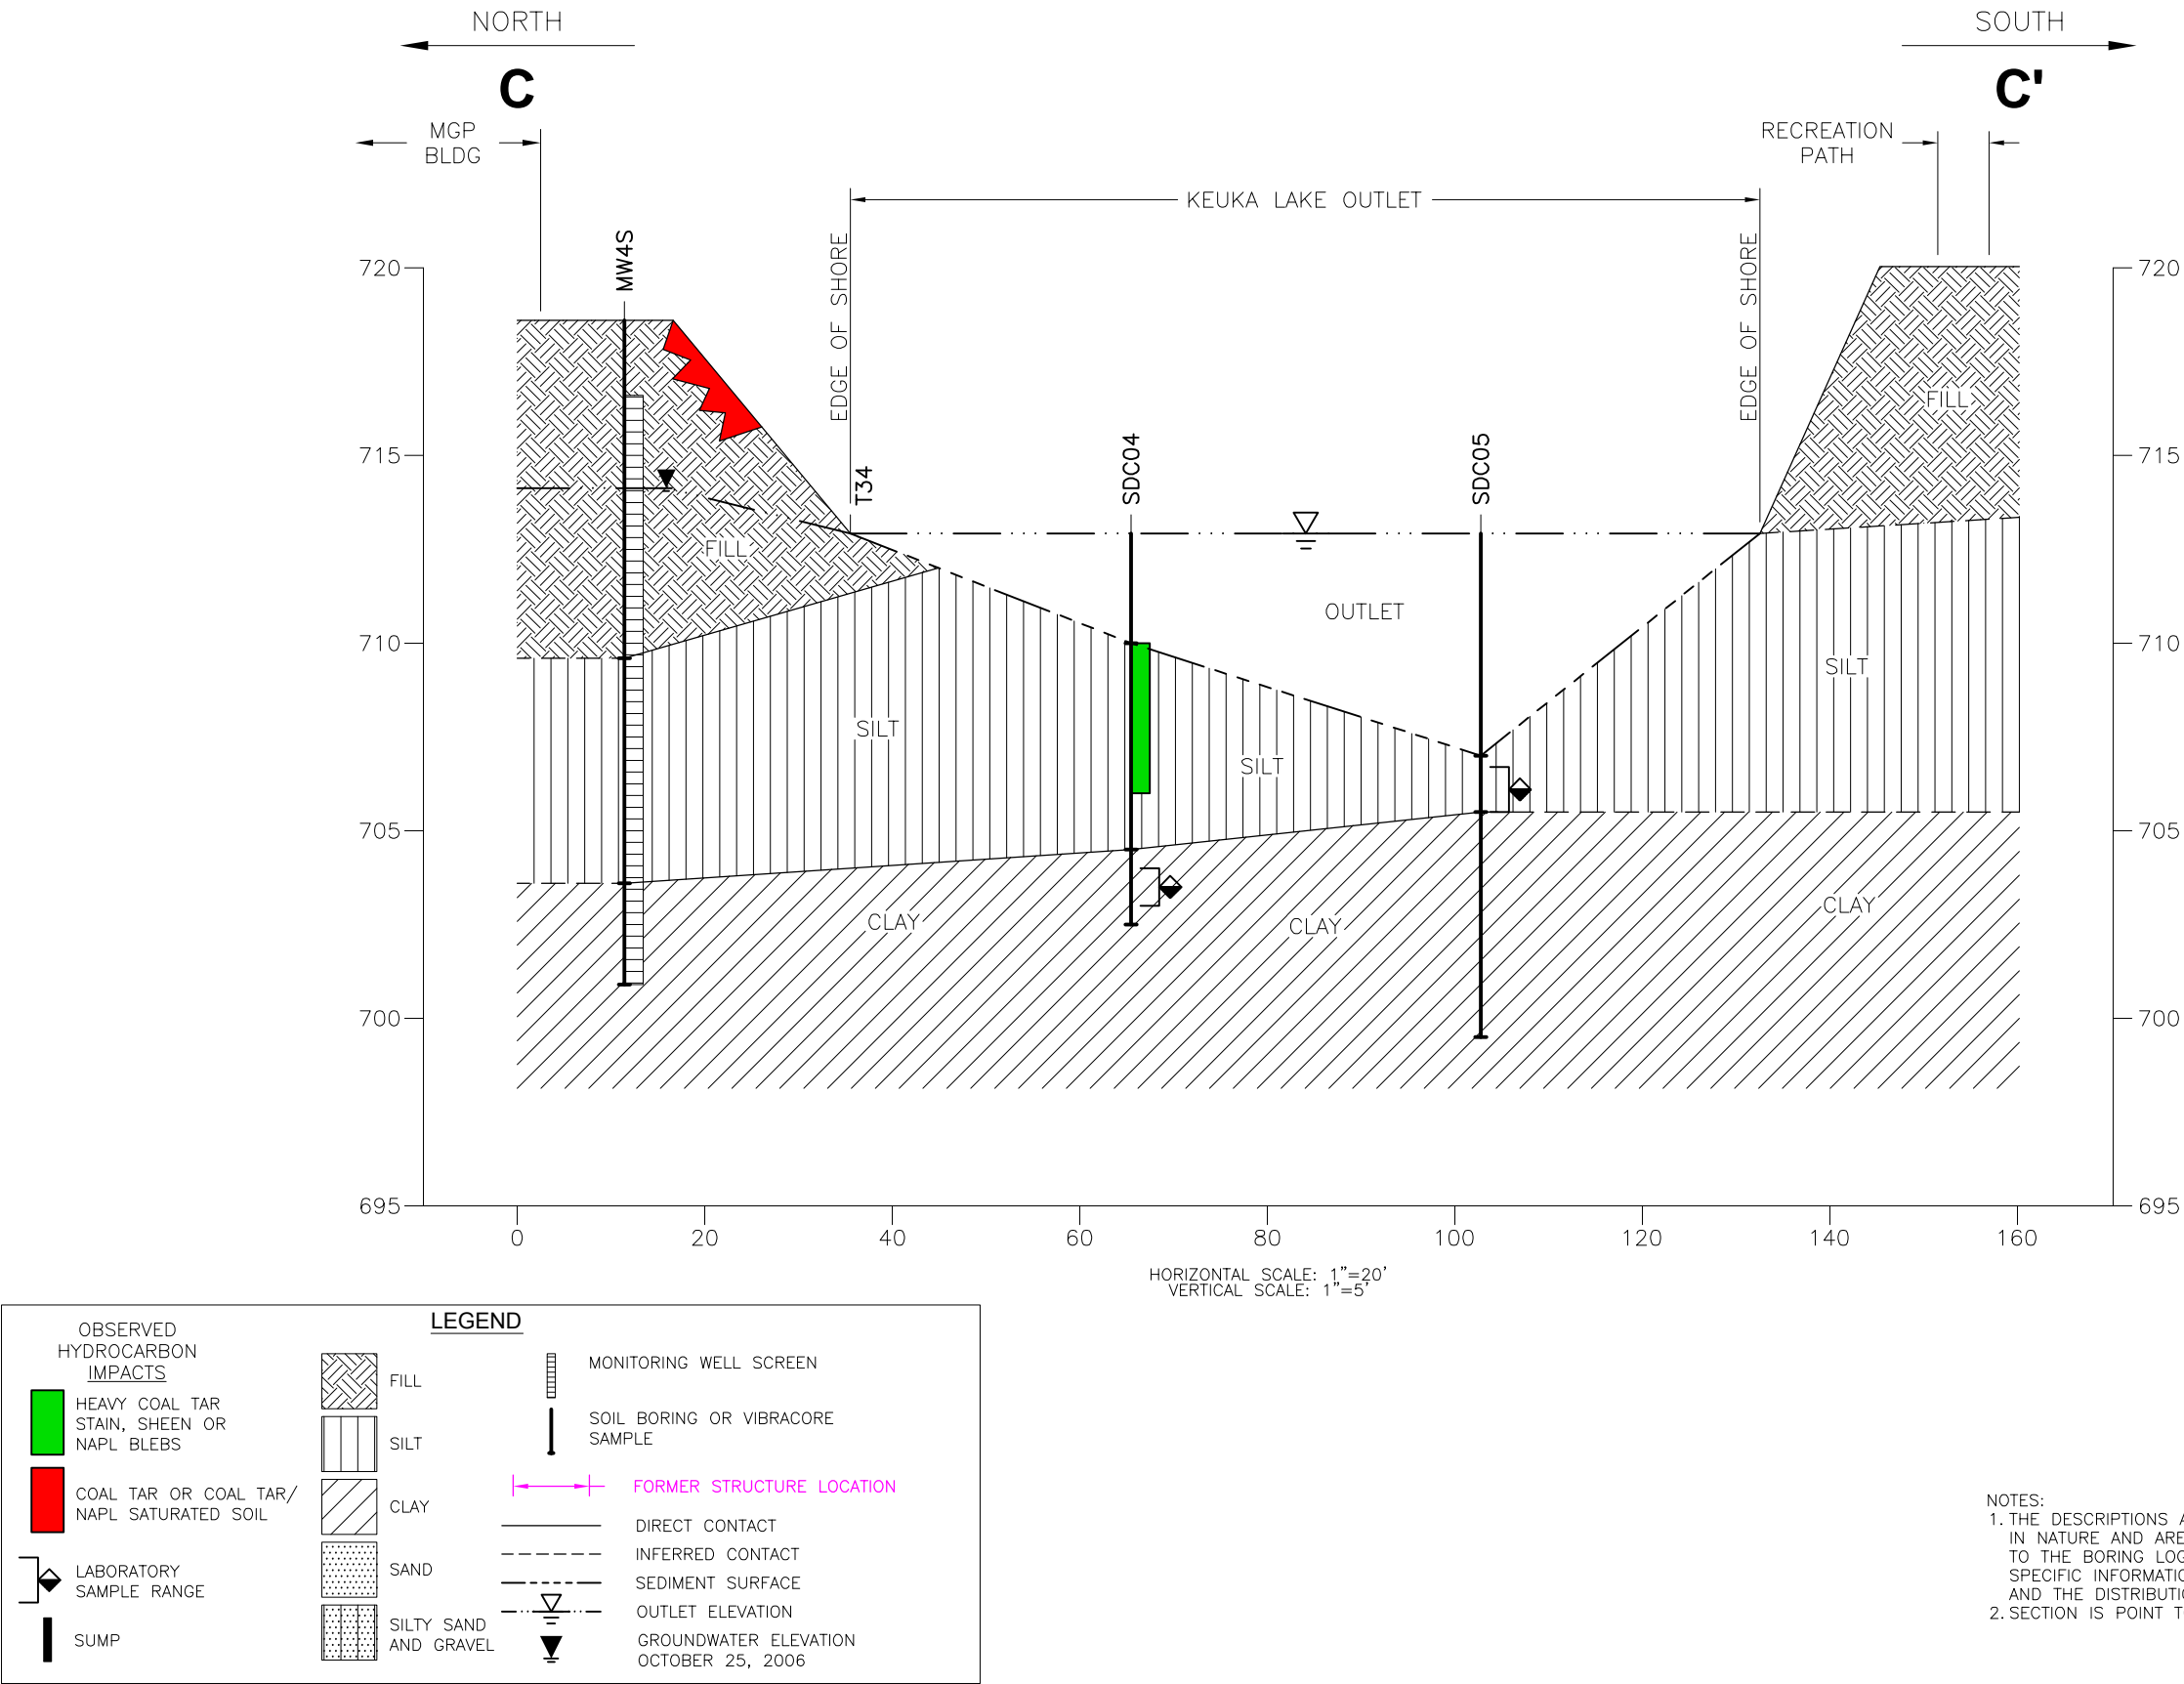 NORTH
SOUTH
C
C'
MGP
BLDG
RECREATION
PATH
KEUKA LAKE OUTLET
EDGE OF SHORE
EDGE OF SHORE
MW4S
T34
SDC04
SDC05
720
715
710
705
700
695
720
715
710
705
700
695
FILL
FILL
OUTLET
SILT
SILT
SILT
CLAY
CLAY
CLAY
0
20
40
60
80
100
120
140
160
HORIZONTAL SCALE: 1"=20'
VERTICAL SCALE: 1"=5'
LEGEND
OBSERVED
HYDROCARBON
IMPACTS
HEAVY COAL TAR
STAIN, SHEEN OR
NAPL BLEBS
COAL TAR OR COAL TAR/
NAPL SATURATED SOIL
LABORATORY
SAMPLE RANGE
SUMP
FILL
SILT
CLAY
SAND
SILTY SAND
AND GRAVEL
MONITORING WELL SCREEN
SOIL BORING OR VIBRACORE
SAMPLE
FORMER STRUCTURE LOCATION
DIRECT CONTACT
INFERRED CONTACT
SEDIMENT SURFACE
OUTLET ELEVATION
GROUNDWATER ELEVATION
OCTOBER 25, 2006
NOTES:
1. THE DESCRIPTIONS
IN NATURE AND ARE
TO THE BORING
SPECIFIC
AND THE
2. SECTION IS POINT